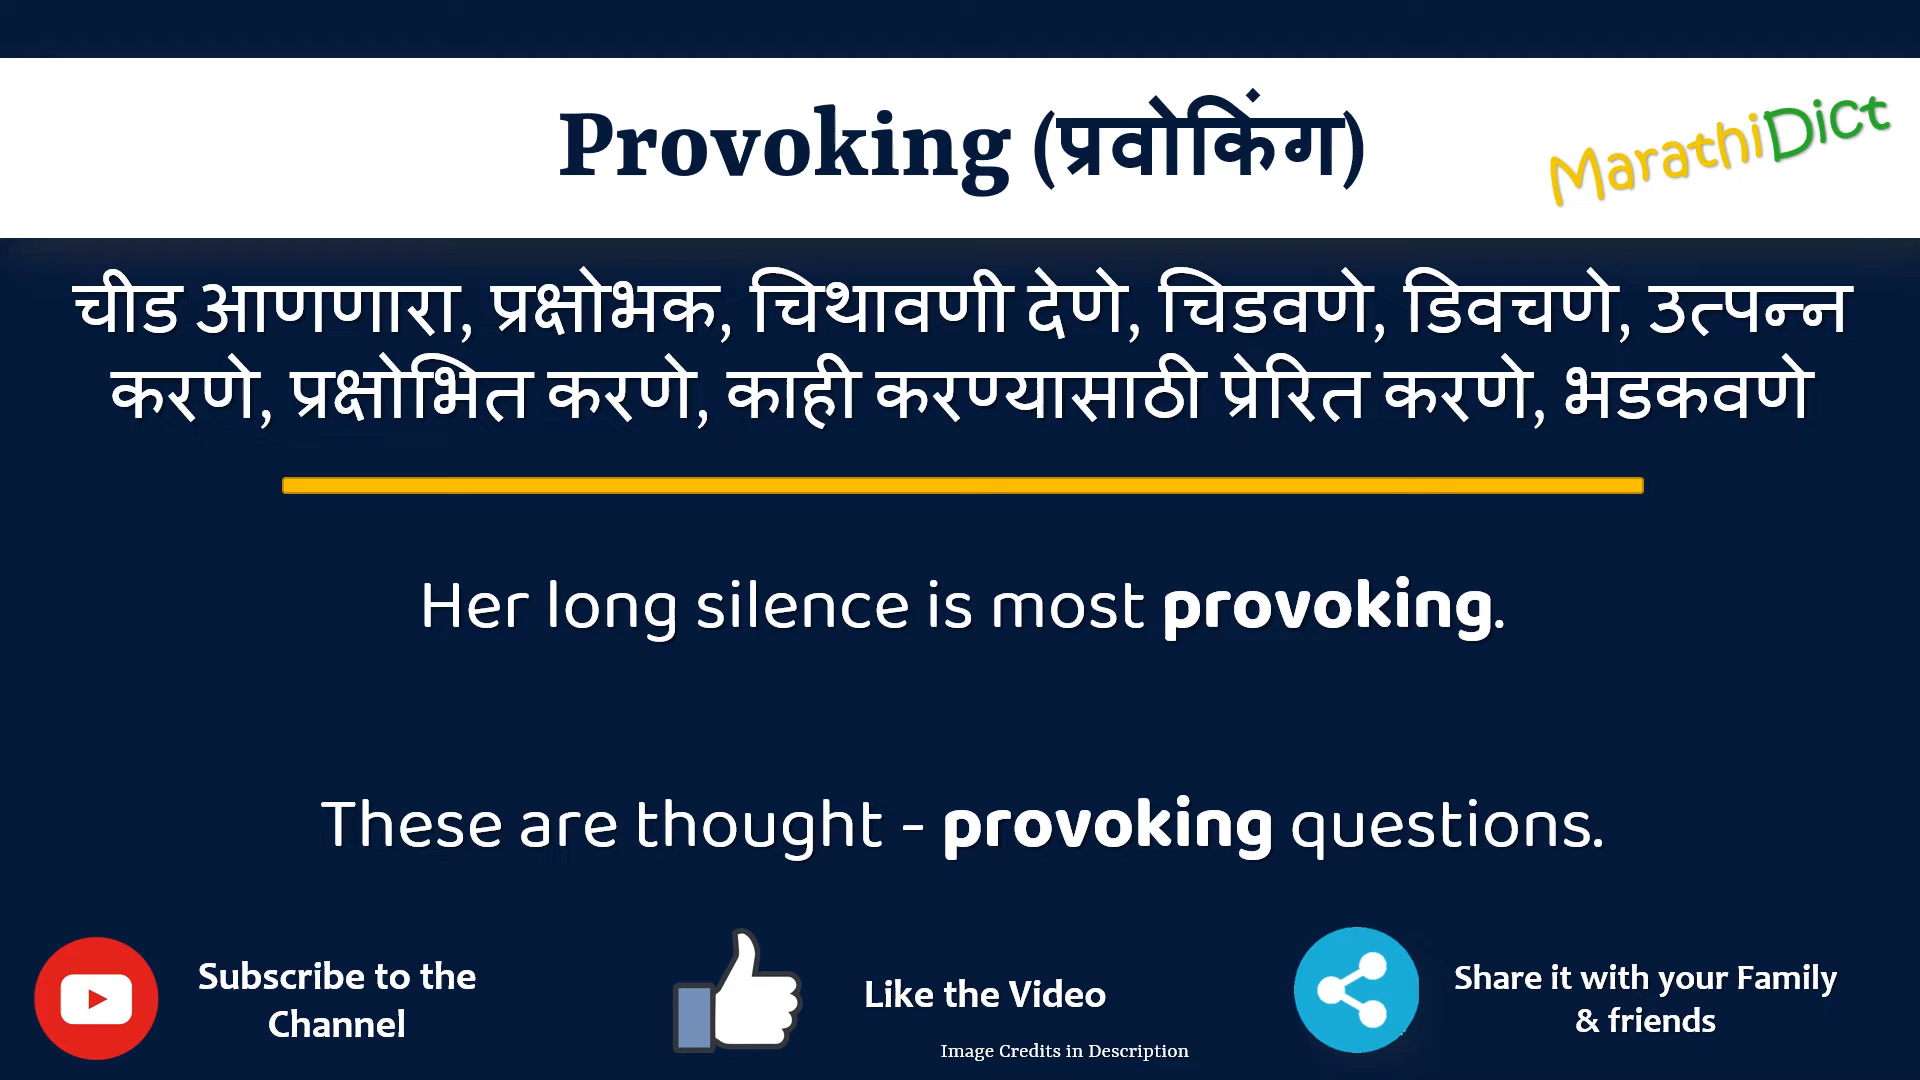 Provoking (प्रवोकिंग)
MarathiDict
चीड आणणारा, प्रक्षोभक, चिथावणी देणे, चिडवणे, डिवचणे, उत्पन्न
करणे, प्रक्षोभित करणे, काही करण्यासाठी प्रेरित करणे, भडकवणे
Her long silence is most provoking.
These are thought - provoking questions.
Subscribe to the
Channel
Like the Video
Share it with your Family
& friends
Image Credits in Description